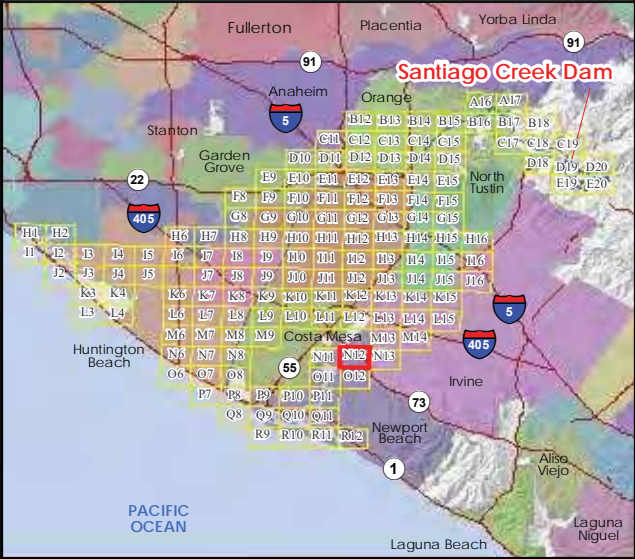 Fullerton
Placentia
Yorba Linda
91
91
Santiago Creek Dam
Anaheim
Orange
A16 A17
5
B12 B13 B14 B15 B16 B17 B18
Stanton
C11 C12 C13 C14 C15 C17 C18 C19
Garden
Grove
D10 D11 D12 D13 D14 D15 D18 D19 D20
North
Tustin
22
E9 E10 E11 E12 E13 E14 E15 E19 E20
F8 F9 F10 F11 F12 F13 F14 F15
405
G8 G9 G10 G11 G12 G13 G14 G15
H1 H2 H6 H7 H8 H9 H10 H11 H12 H13 H14 H15 H16
I1 I2 I3 I4 I5 I6 I7 I8 I9 I10 I11 I12 I13 I14 I15 I16
J2 J3 J4 J5 J7 J8 J9 J10 J11 J12 J13 J14 J15 J16
K3 K4 K6 K7 K8 K9 K10 K11 K12 K13 K14 K15
5
L3 L4 L6 L7 L8 L9 L10 L11 L12 L13 L14 L15
M6 M7 M8 M9 Costa Mesa M13 M14
405
Huntington
Beach
N6 N7 N8 N11 N12 N13
55
O6 O7 O8 O11 O12
Irvine
P7 P8 P9 P10 P11
73
Q8 Q9 Q10 Q11
Newport
Beach
R9 R10 R11 R12
1
Aliso
Viejo
PACIFIC
OCEAN
Laguna
Niguel
Laguna Beach